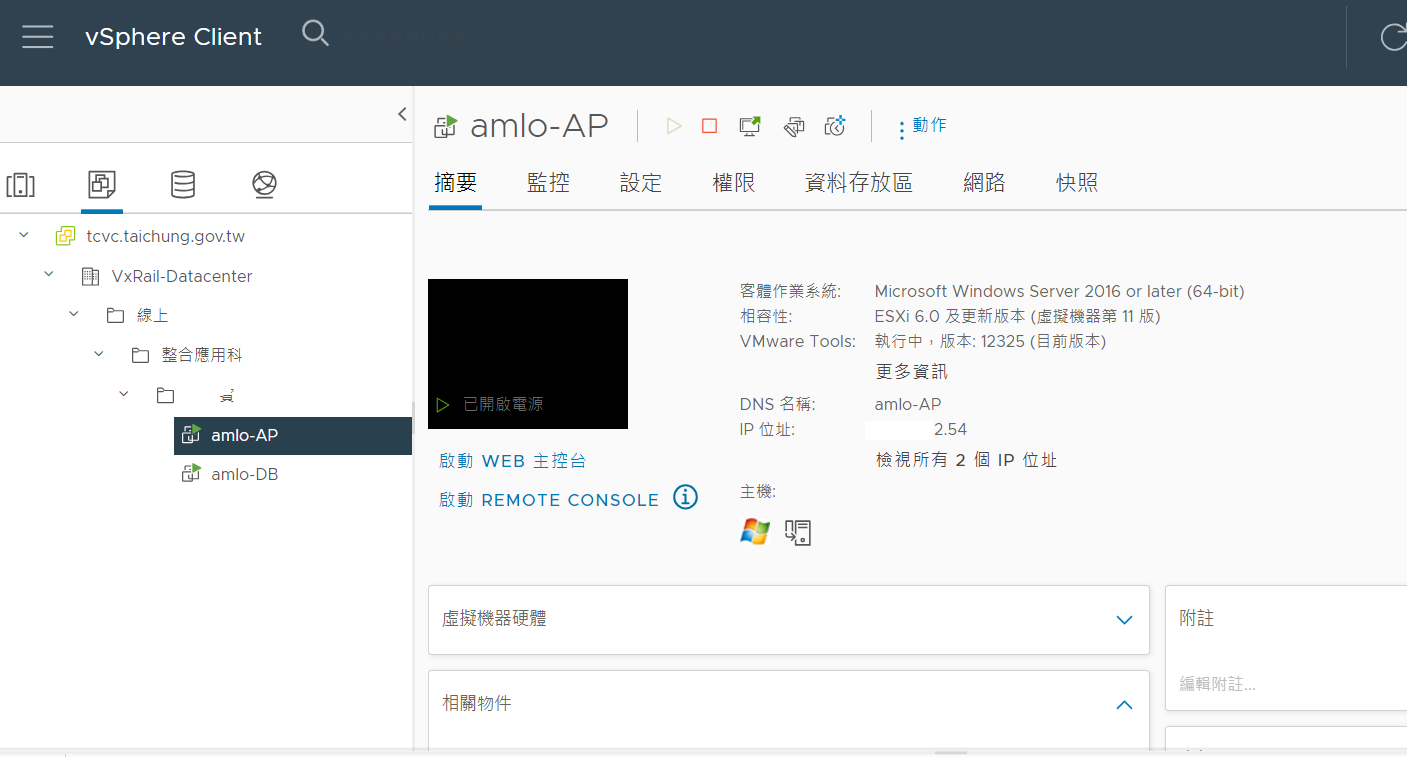 vSphere Client
amlo-AP
動作
摘要 監控 設定 權限 資料存放區 網路 快照
tcvc.taichung.gov.tw
VxRail-Datacenter
線上
整合應用科
amlo-AP
amlo-DB
已開啟電源
啟動 WEB 主控台
啟動 REMOTE CONSOLE
客體作業系統: Microsoft Windows Server 2016 or later (64-bit)
相容性: ESXi 6.0 及更新版本 (虛擬機器第 11 版)
VMware Tools: 執行中，版本: 12325 (目前版本)
更多資訊
DNS 名稱: amlo-AP
IP 位址: 2.54
檢視所有 2 個 IP 位址
主機:
虛擬機器硬體
相關物件
附註
編輯附註...